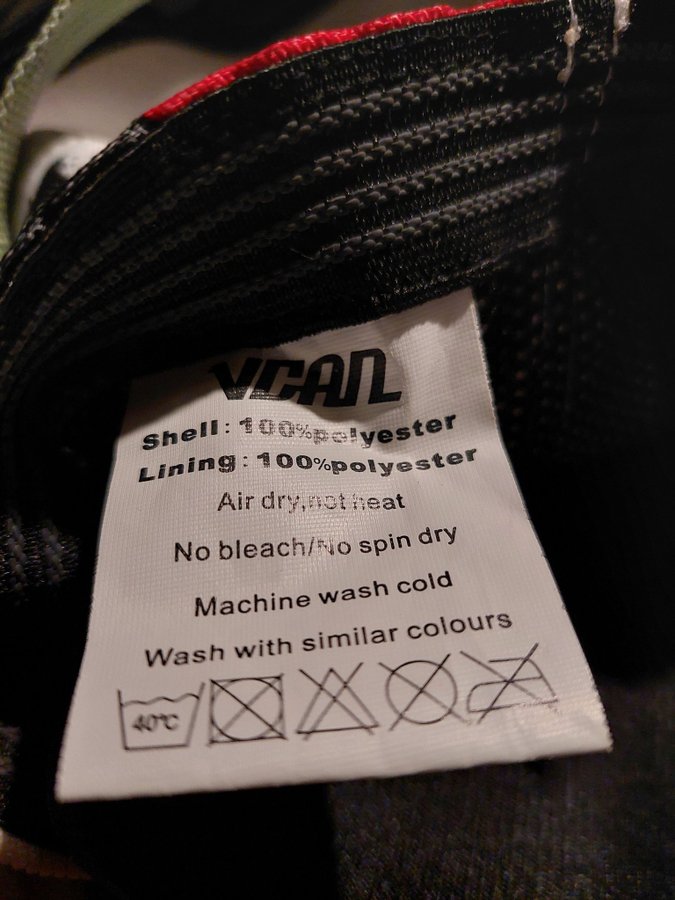 VCAN
Shell: 100%polyester
Lining: 100%polyester
Air dry,not heat
No bleach/No spin dry
Machine wash cold
Wash with similar colours
40°C